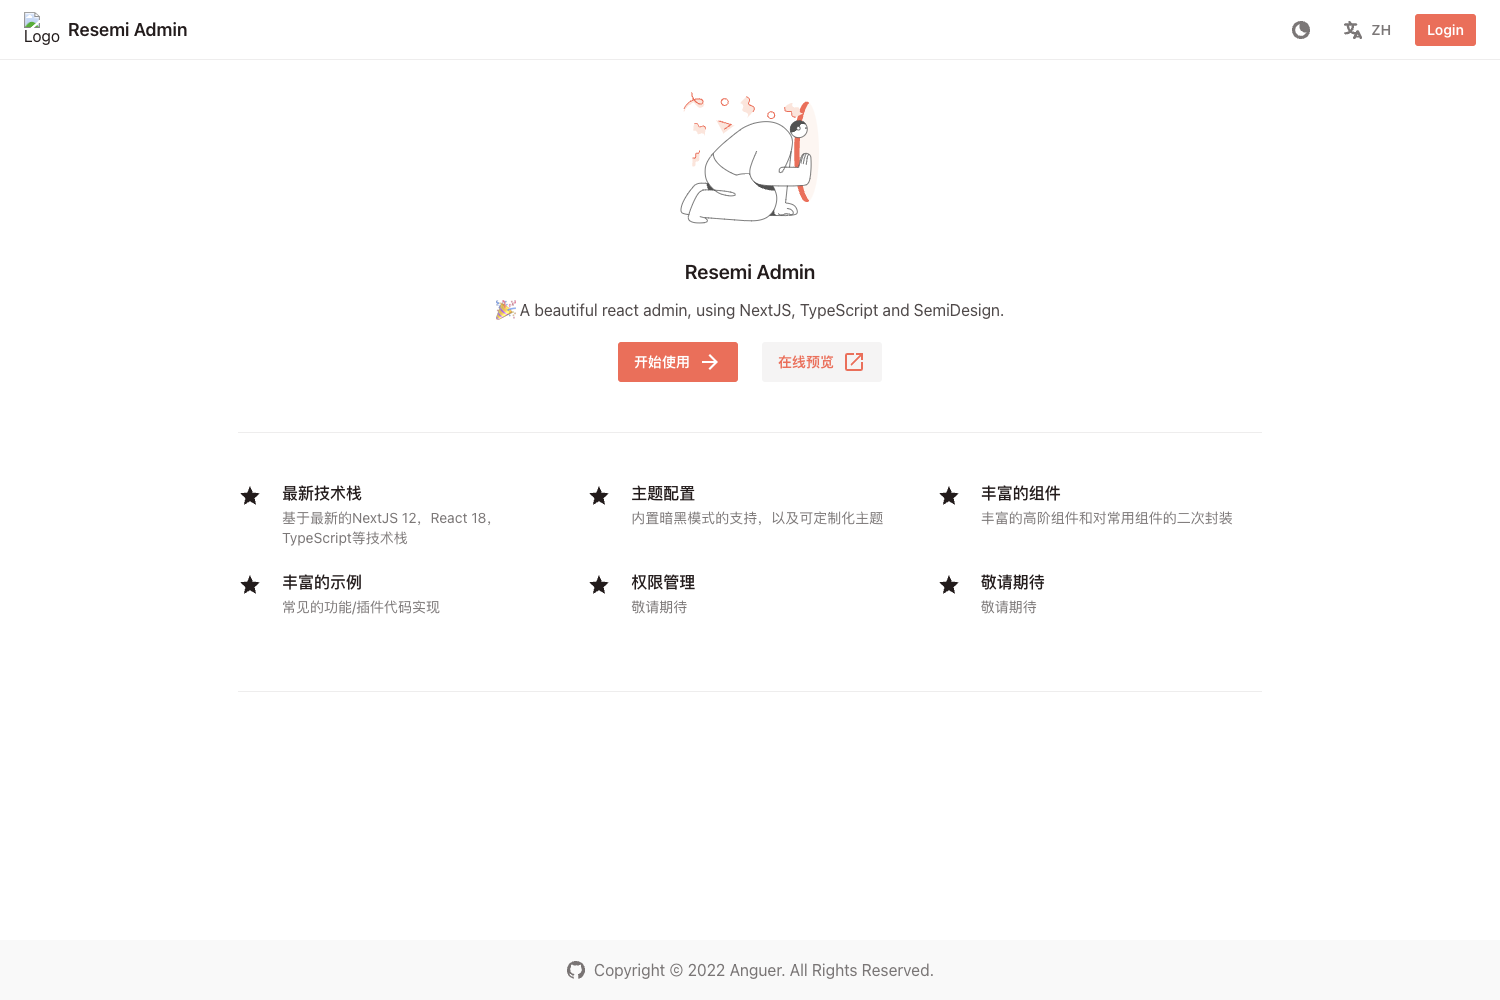 Logo
Resemi Admin
ZH
Login
Resemi Admin
🎉 A beautiful react admin, using NextJS, TypeScript and SemiDesign.
开始使用
在线预览
最新技术栈
基于最新的NextJS 12，React 18，
TypeScript等技术栈
主题配置
内置暗黑模式的支持，以及可定制化主题
丰富的组件
丰富的高阶组件和对常用组件的二次封装
丰富的示例
常见的功能/插件代码实现
权限管理
敬请期待
敬请期待
敬请期待
Copyright © 2022 Anguer. All Rights Reserved.